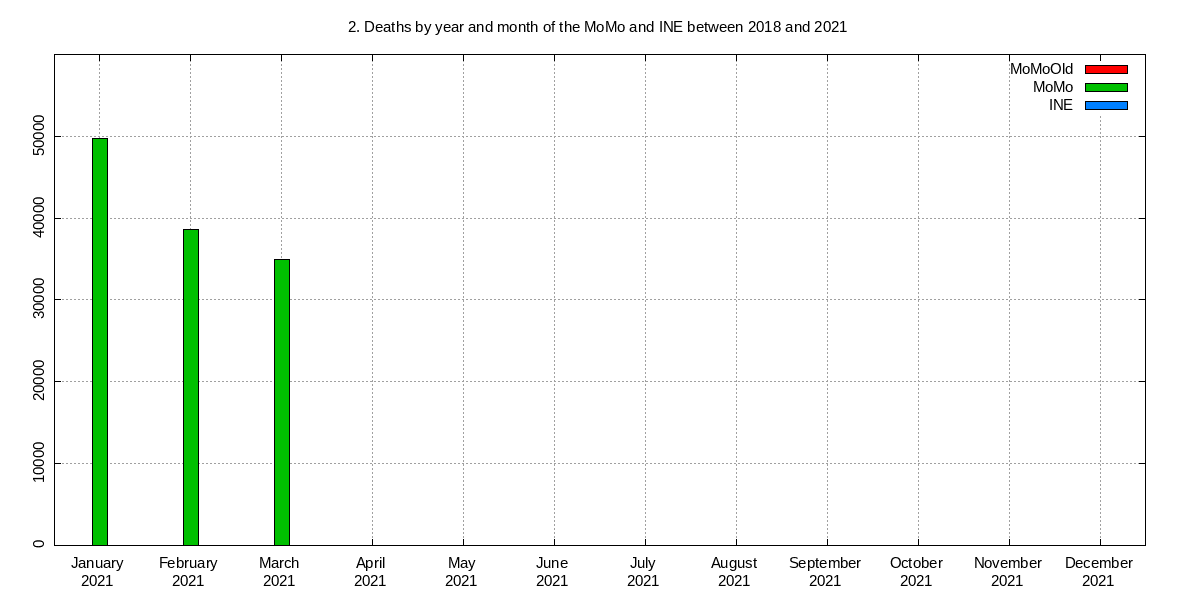 2. Deaths by year and month of the MoMo and INE between 2018 and 2021
MoMoOld
MoMo
INE
50000
40000
30000
20000
10000
0
January February March April May June July August September October November December
2021 2021 2021 2021 2021 2021 2021 2021 2021 2021 2021 2021